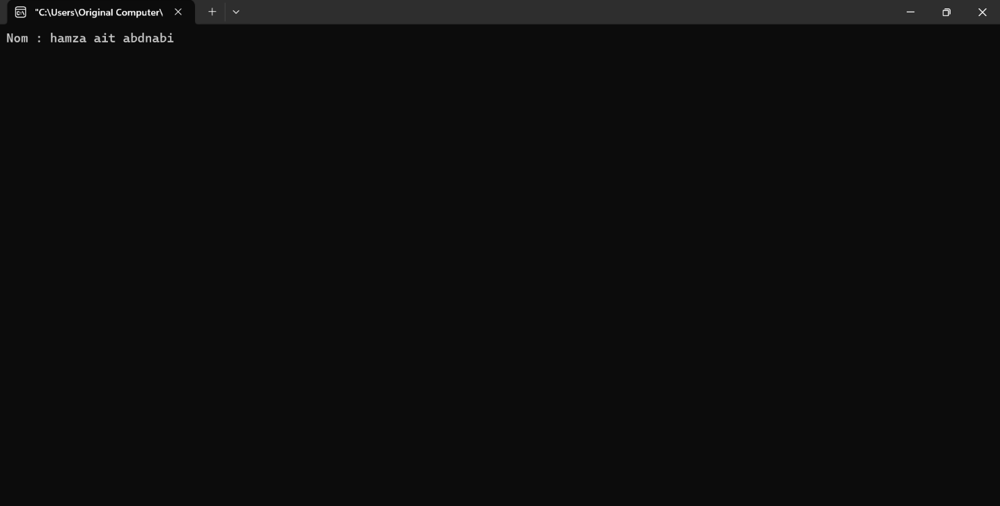 "C:\Users\Original Computer\
Nom : hamza ait abdnabi